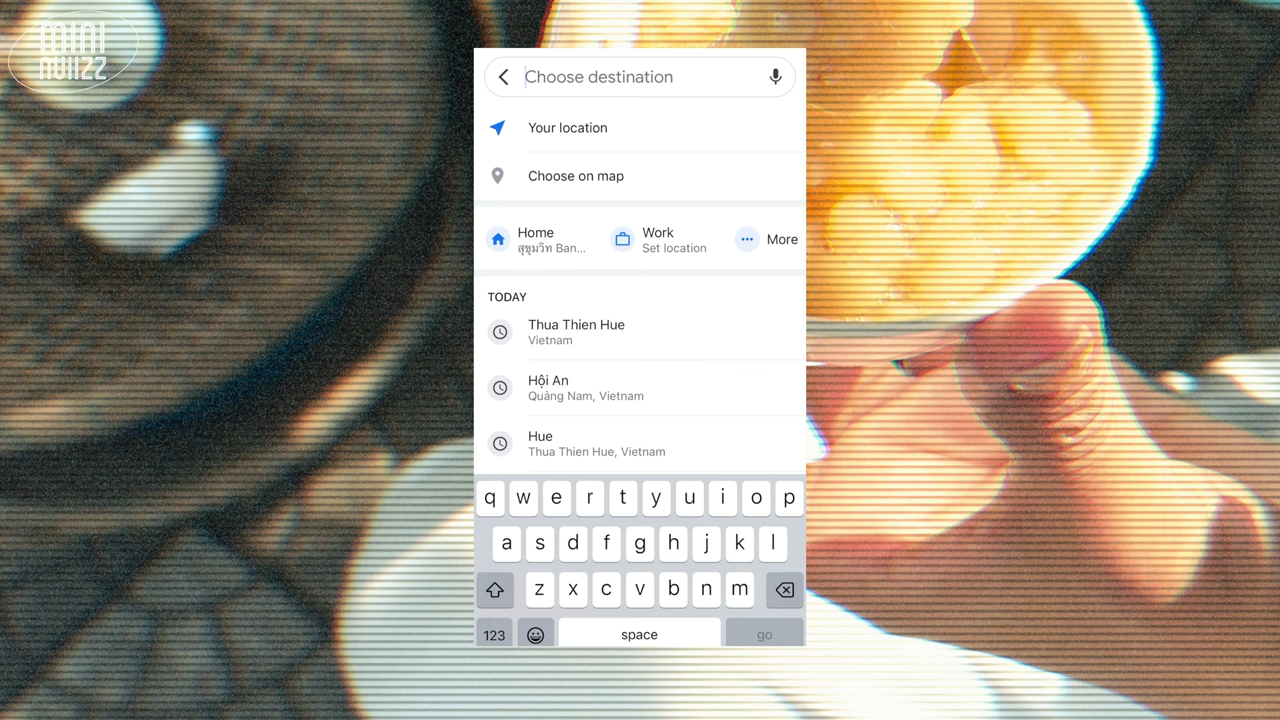 MINI
NUIIZZ
Choose destination
Your location
Choose on map
Home
สุขุมวิท Ban...
Work
Set location
More
TODAY
Thua Thien Hue
Vietnam
Hội An
Quảng Nam, Vietnam
Hue
Thua Thien Hue, Vietnam
q w e r t y u i o p
a s d f g h j k l
z x c v b n m
123 space go